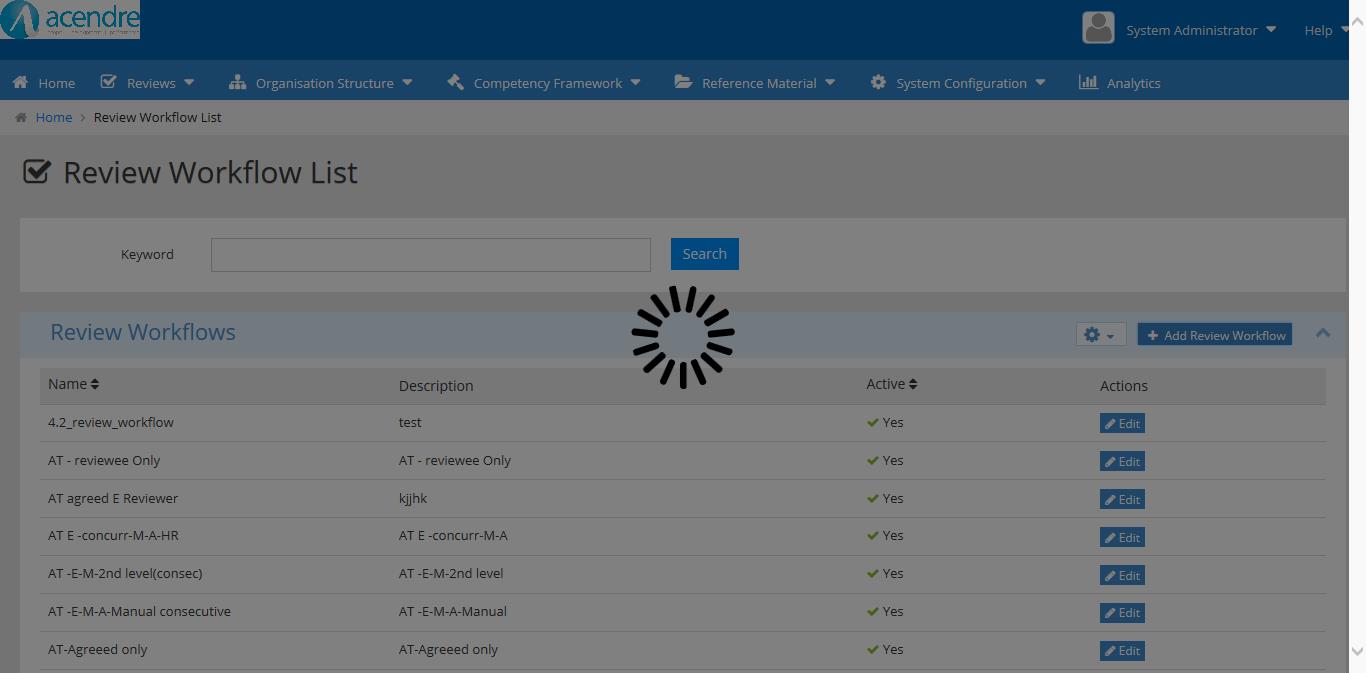 acendre
System Administrator Help
Home Reviews Organisation Structure Competency Framework Reference Material System Configuration Analytics
Home > Review Workflow List
Review Workflow List
Keyword Search
Review Workflows Add Review Workflow
Name Description Active Actions
4.2_review_workflow test Yes Edit
AT - reviewee Only AT - reviewee Only Yes Edit
AT agreed E Reviewer kjjhk Yes Edit
AT E -concurr-M-A-HR AT E -concurr-M-A Yes Edit
AT -E-M-2nd level(consec) AT -E-M-2nd level Yes Edit
AT -E-M-A-Manual consecutive AT -E-M-A-Manual Yes Edit
AT-Agreeed only AT-Agreeed only Yes Edit